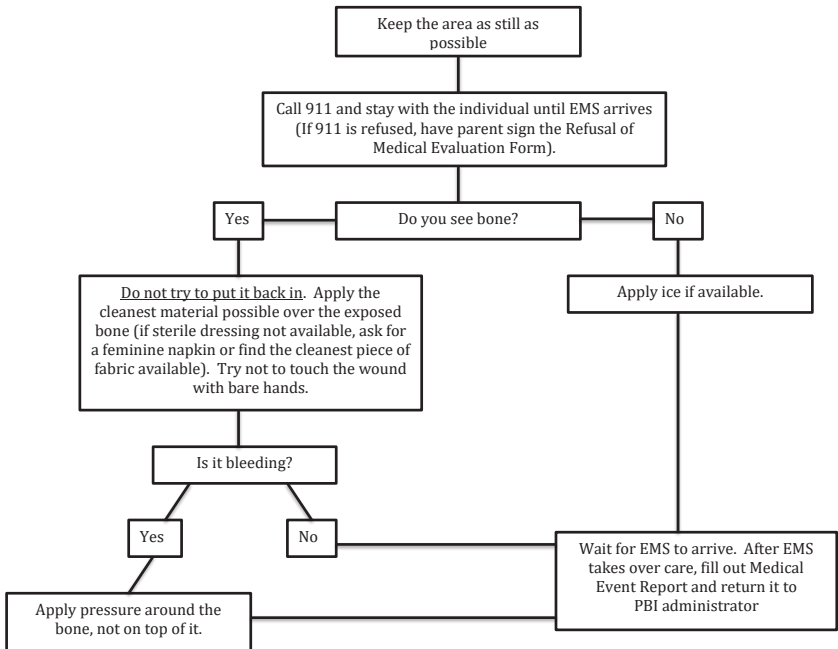 Keep the area as still as
possible
Call 911 and stay with the individual until EMS arrives
(If 911 is refused, have parent sign the Refusal of
Medical Evaluation Form).
Yes
Do you see bone?
No
Do not try to put it back in.  Apply the
cleanest material possible over the exposed
bone (if sterile dressing not available, ask for
a feminine napkin or find the cleanest piece of
fabric available).  Try not to touch the wound
with bare hands.
Apply ice if available.
Is it bleeding?
Yes
No
Wait for EMS to arrive.  After EMS
takes over care, fill out Medical
Event Report and return it to
PBI administrator
Apply pressure around the
bone, not on top of it.